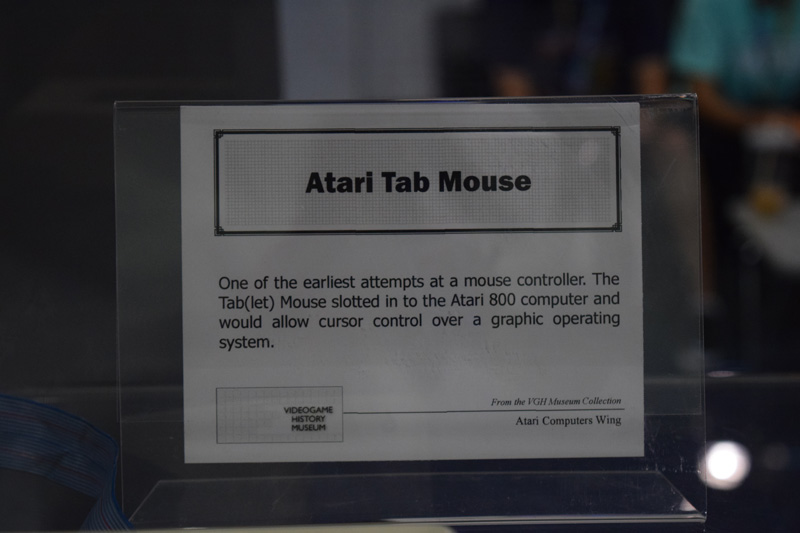 Atari Tab Mouse
One of the earliest attempts at a mouse controller. The
Tab(let) Mouse slotted in to the Atari 800 computer and
would allow cursor control over a graphic operating
system.
VIDEOGAME
HISTORY
MUSEUM
From the VGH Museum Collection
Atari Computers Wing